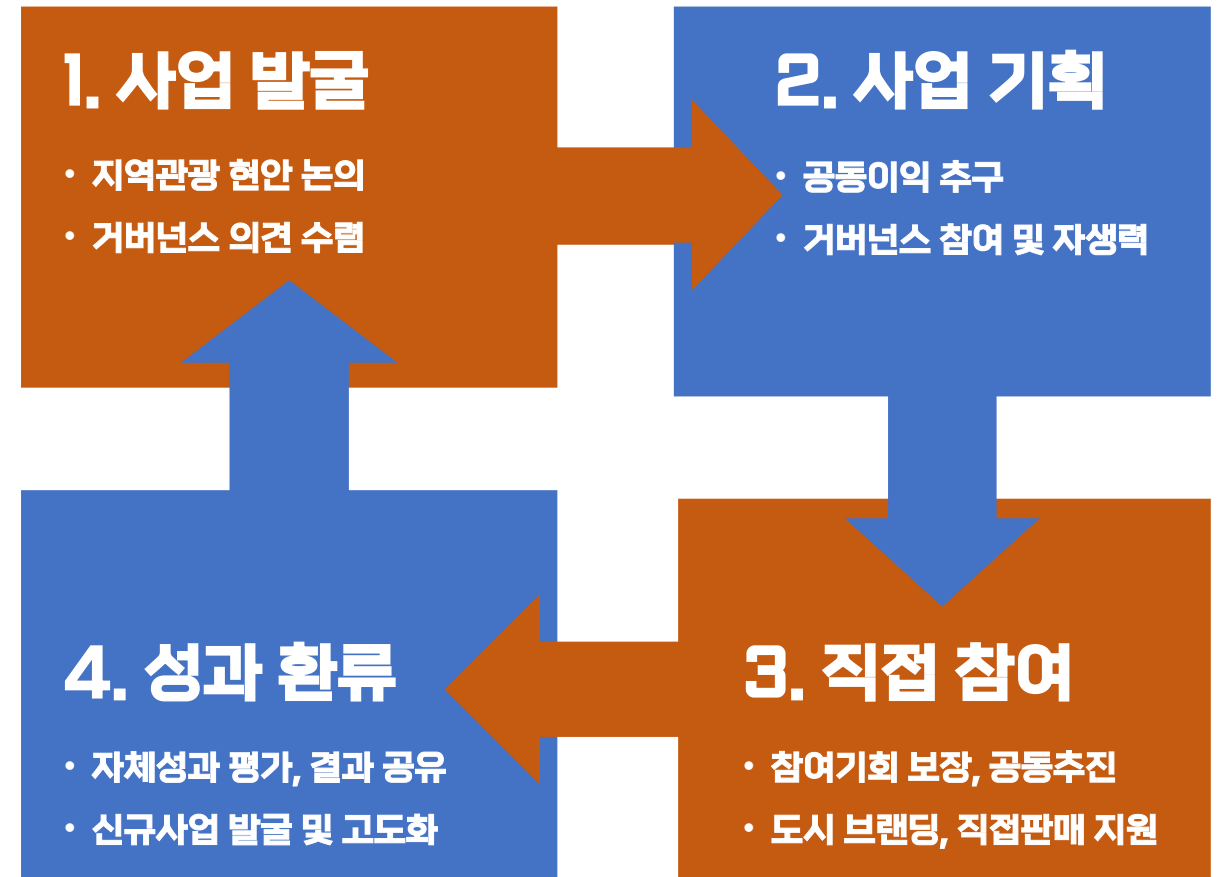 1. 사업 발굴
• 지역관광 현안 논의
• 거버넌스 의견 수렴
2. 사업 기획
• 공동이익 추구
• 거버넌스 참여 및 자생력
3. 직접 참여
• 참여기회 보장, 공동추진
• 도시 브랜딩, 직접판매 지원
4. 성과 환류
• 자체성과 평가, 결과 공유
• 신규사업 발굴 및 고도화